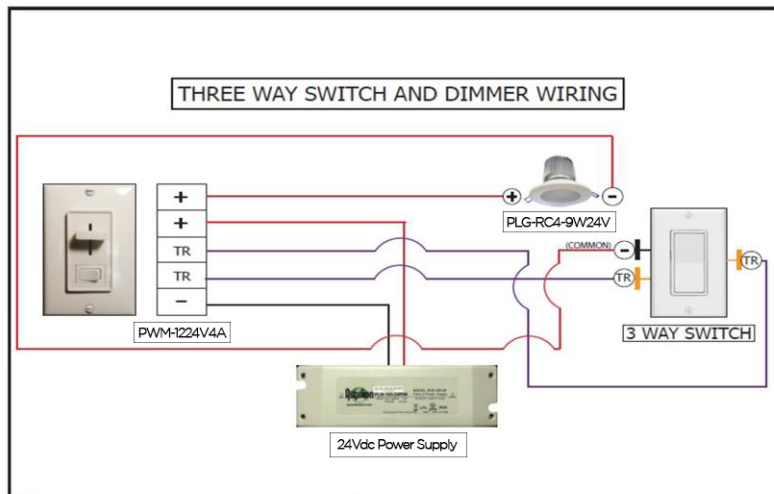 THREE WAY SWITCH AND DIMMER WIRING
+
+
TR
TR
−
PWM-1224V4A
+
−
PLG-RC4-9W24V
(COMMON)
−
TR
TR
3 WAY SWITCH
24Vdc Power Supply